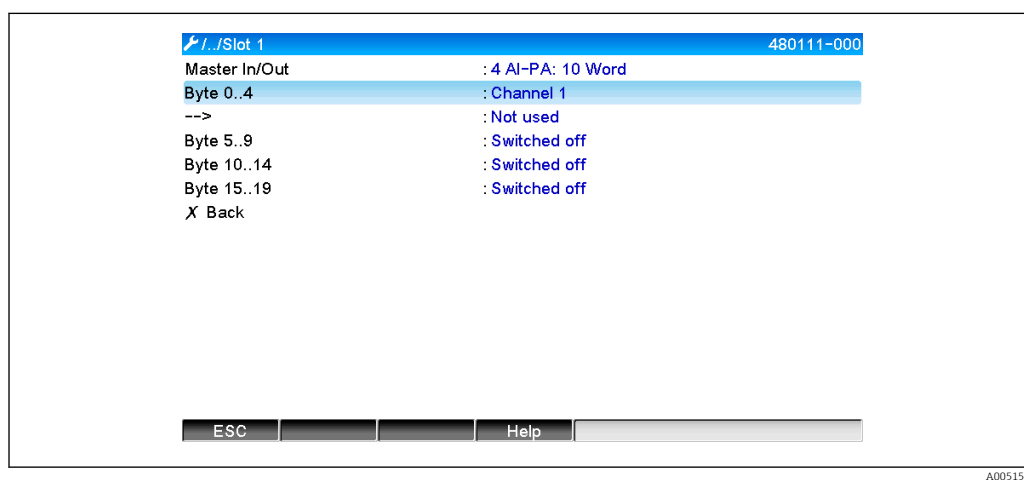 /../Slot 1 480111-000
Master In/Out : 4 AI-PA: 10 Word
Byte 0..4 : Channel 1
--> : Not used
Byte 5..9 : Switched off
Byte 10..14 : Switched off
Byte 15..19 : Switched off
X Back
ESC Help
A00515